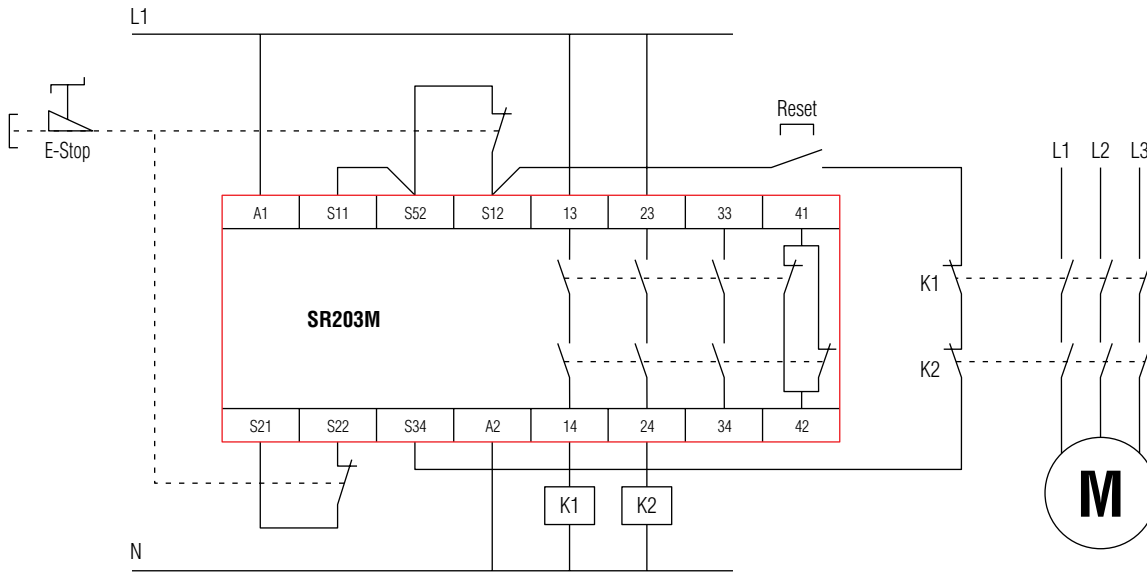 L1
E-Stop
Reset
L1 L2 L3
A1 S11 S52 S12 13 23 33 41
K1
SR203M
K2
S21 S22 S34 A2 14 24 34 42
K1 K2
M
N